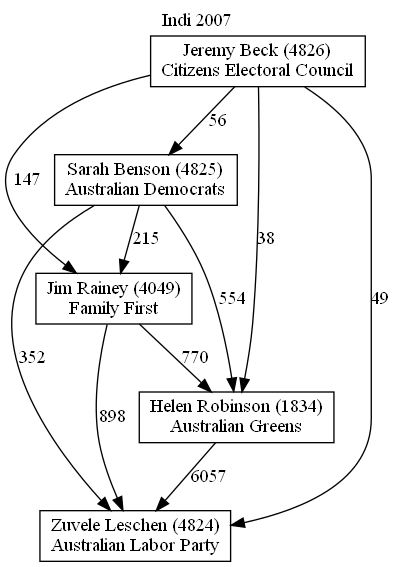 Indi 2007
Jeremy Beck (4826)
Citizens Electoral Council
56
Sarah Benson (4825)
Australian Democrats
147
215
38
554
49
Jim Rainey (4049)
Family First
352
898
770
Helen Robinson (1834)
Australian Greens
6057
Zuvele Leschen (4824)
Australian Labor Party